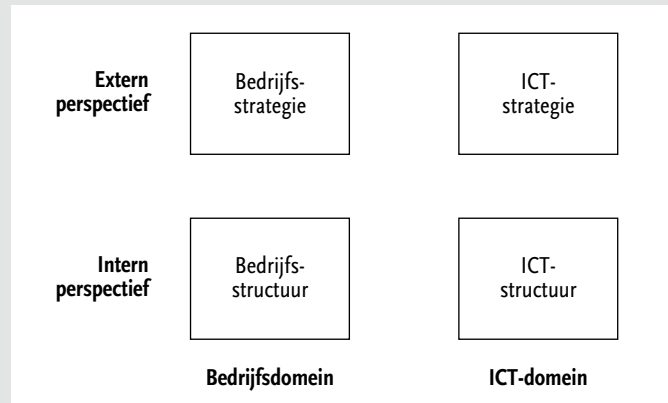 Extern
perspectief
Bedrijfs-
strategie
ICT-
strategie
Intern
perspectief
Bedrijfs-
structuur
ICT-
structuur
Bedrijfsdomein
ICT-domein